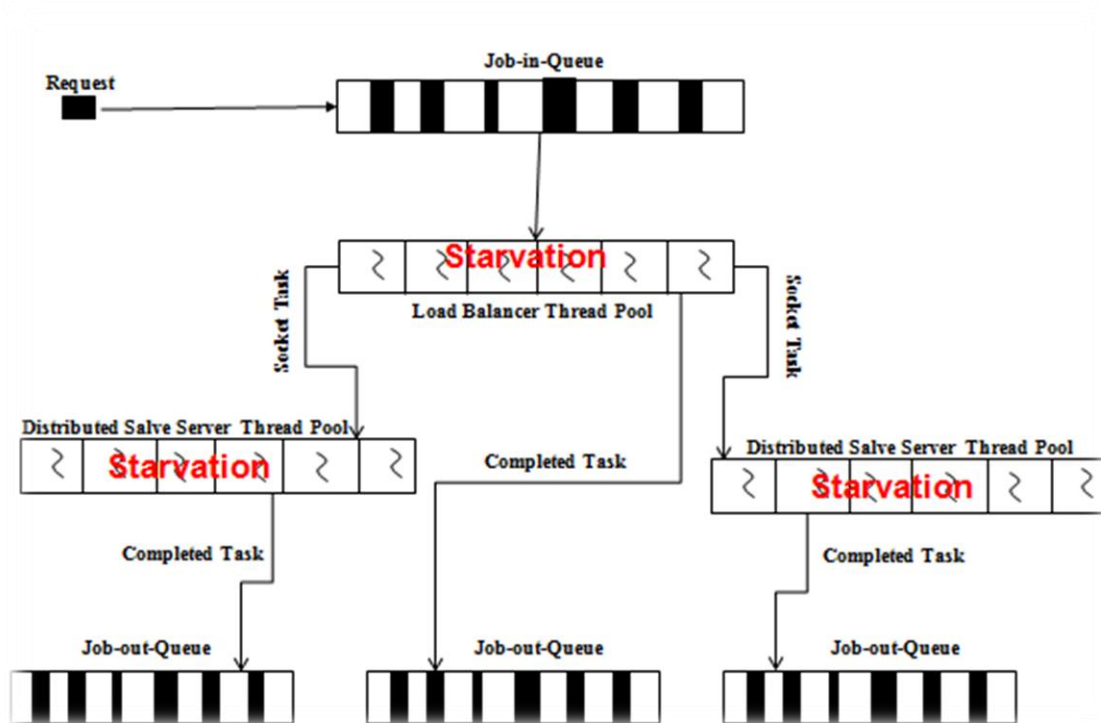 Job-in-Queue
Request
Starvation
Load Balancer Thread Pool
Socket Task
Socket Task
Distributed Salve Server Thread Pool
Starvation
Completed Task
Distributed Salve Server Thread Pool
Starvation
Completed Task
Completed Task
Job-out-Queue
Job-out-Queue
Job-out-Queue